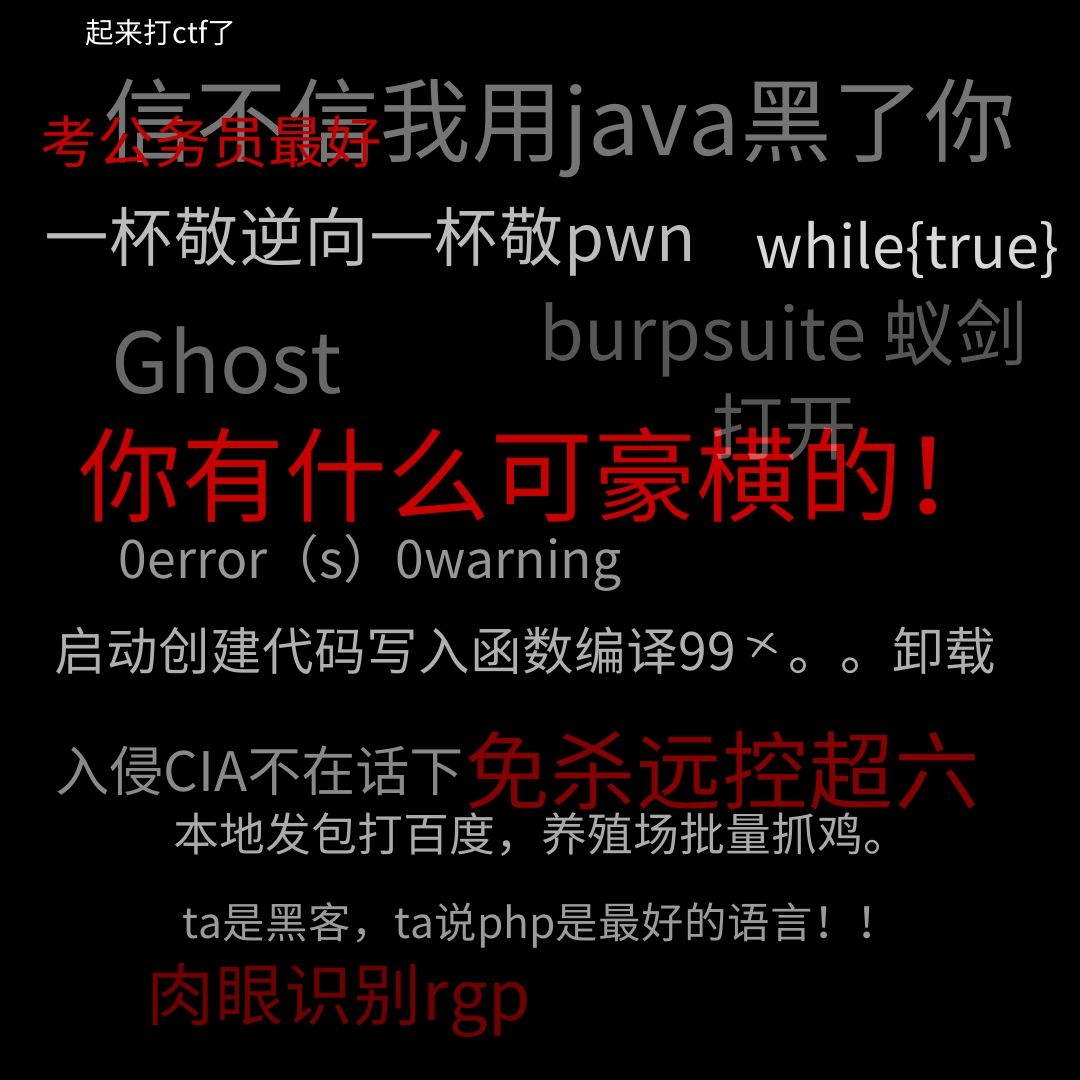 起来打ctf了
信不信我用java黑了你
考公务员最好
一杯敬逆向一杯敬pwn
while{true}
burpsuite 蚁剑
打开
Ghost
你有什么可豪横的！
0error（s）0warning
启动创建代码写入函数编译99㐅。。卸载
入侵CIA不在话下
免杀远控超六
本地发包打百度，养殖场批量抓鸡。
ta是黑客，ta说php是最好的语言！！
肉眼识别rgp